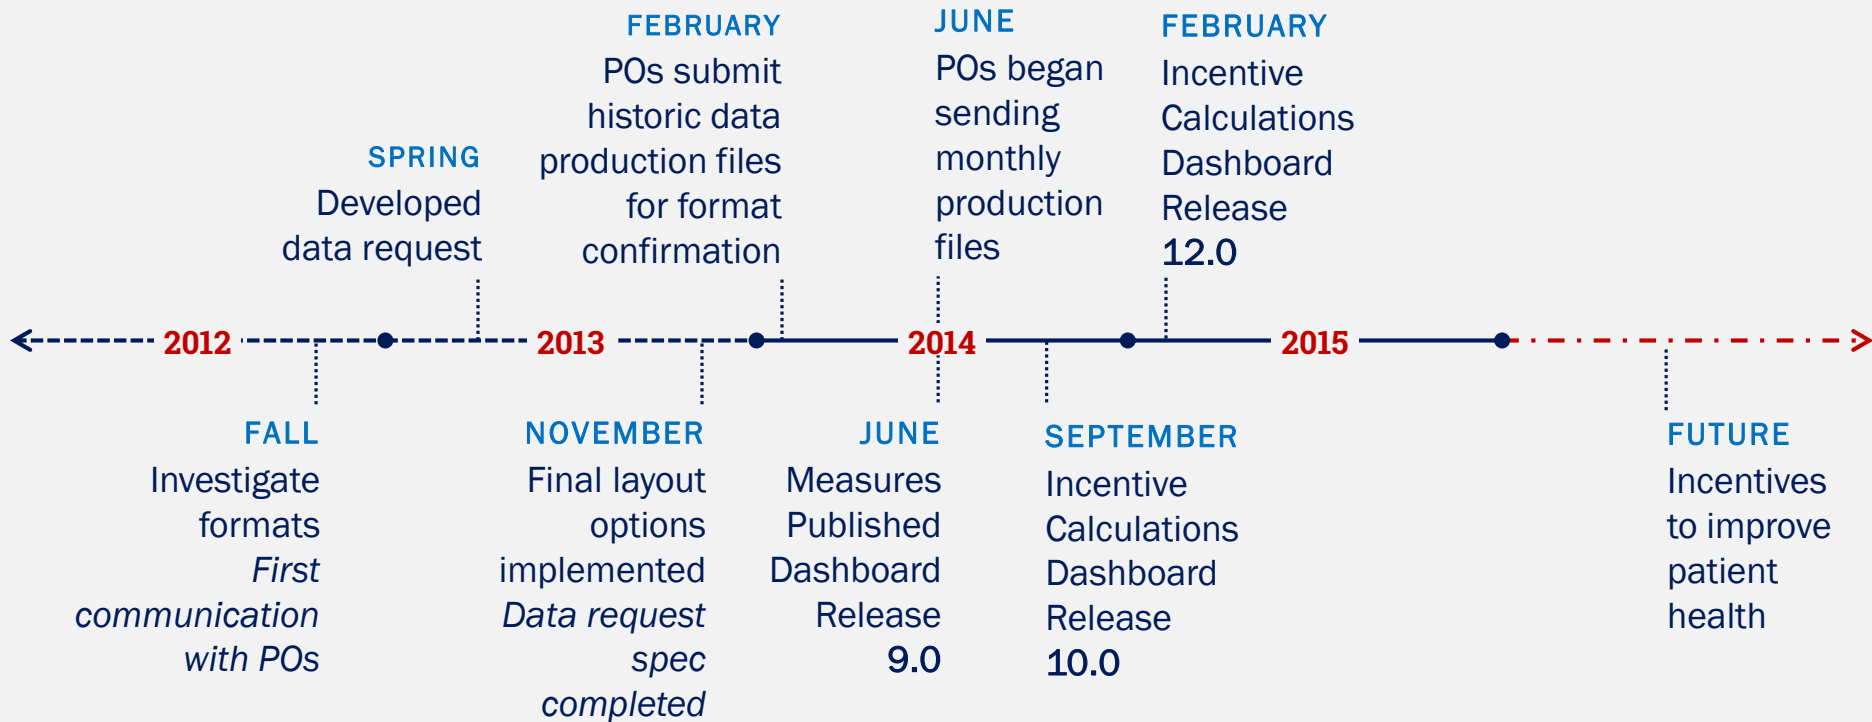 FEBRUARY
POs submit
historic data
production files
for format
confirmation
JUNE
POs began
sending
monthly
production
files
FEBRUARY
Incentive
Calculations
Dashboard
Release
12.0
SPRING
Developed
data request
2012
2013
2014
2015
FALL
Investigate
formats
First
communication
with POs
NOVEMBER
Final layout
options
implemented
Data request
spec
completed
JUNE
Measures
Published
Dashboard
Release
9.0
SEPTEMBER
Incentive
Calculations
Dashboard
Release
10.0
FUTURE
Incentives
to improve
patient
health